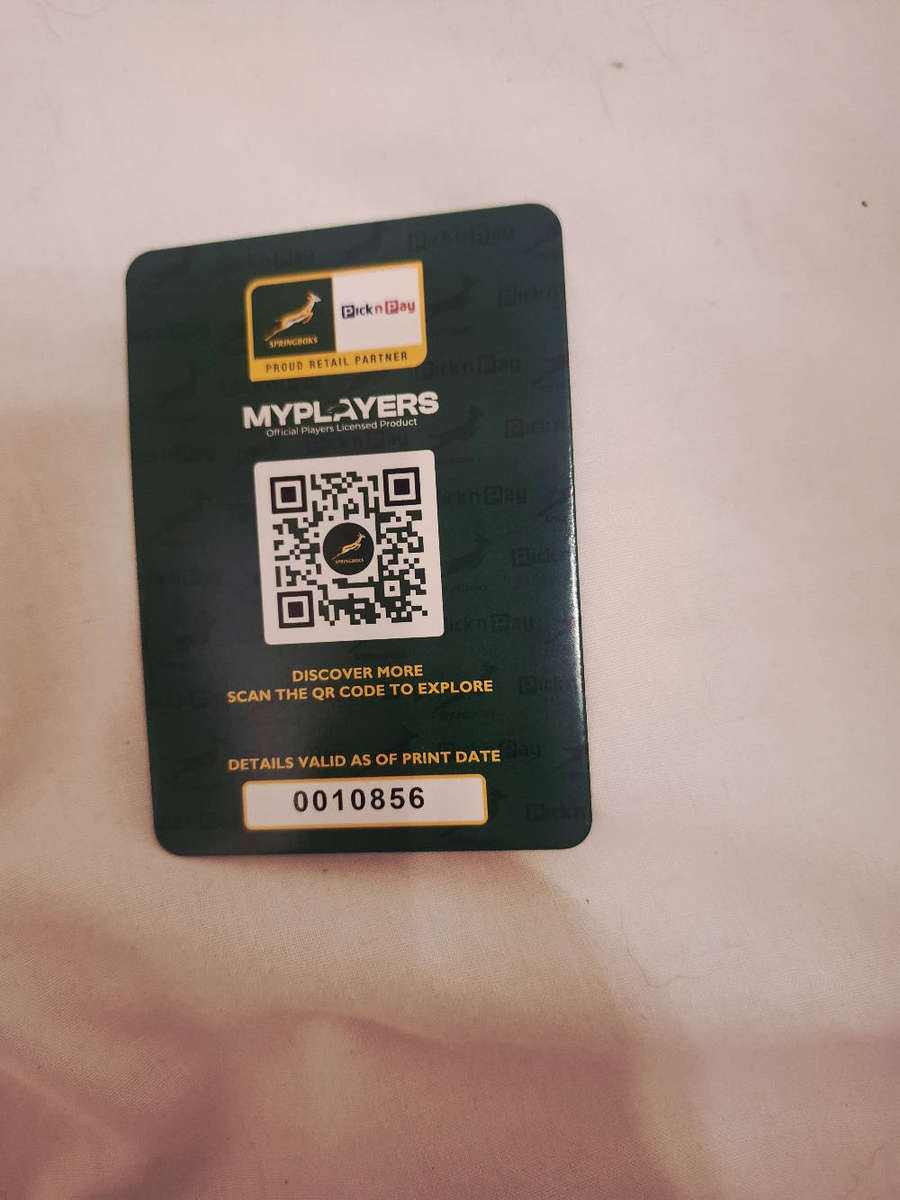 SPRINGBOKS
Pick n Pay
PROUD RETAIL PARTNER
MYPLAYERS
Official Players Licensed Product
SPRINGBOKS
DISCOVER MORE
SCAN THE QR CODE TO EXPLORE
DETAILS VALID AS OF PRINT DATE
0010856